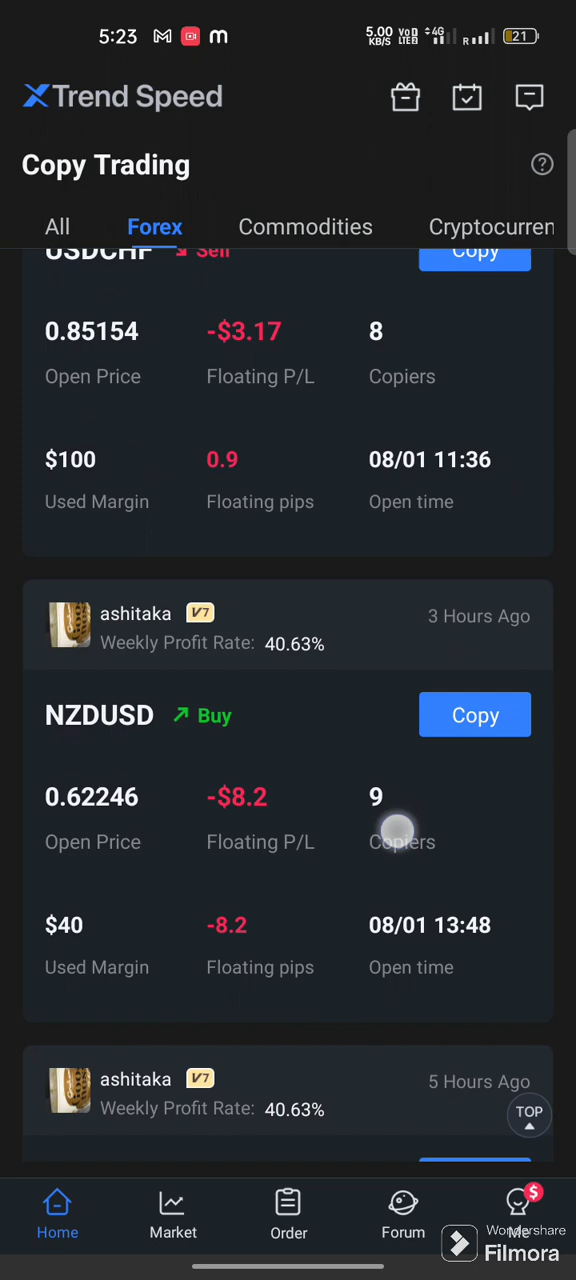 5:23 5.00 KB/S VoD LTE2 4G R 21
Trend Speed
Copy Trading
All Forex Commodities Cryptocurren
USDCHF Sell Copy
0.85154 -$3.17 8
Open Price Floating P/L Copiers
$100 0.9 08/01 11:36
Used Margin Floating pips Open time
ashitaka V7 3 Hours Ago
Weekly Profit Rate: 40.63%
NZDUSD Buy Copy
0.62246 -$8.2 9
Open Price Floating P/L Copiers
$40 -8.2 08/01 13:48
Used Margin Floating pips Open time
ashitaka V7 5 Hours Ago
Weekly Profit Rate: 40.63%
TOP
$
Home Market Order Forum Me
Wondershare
Filmora